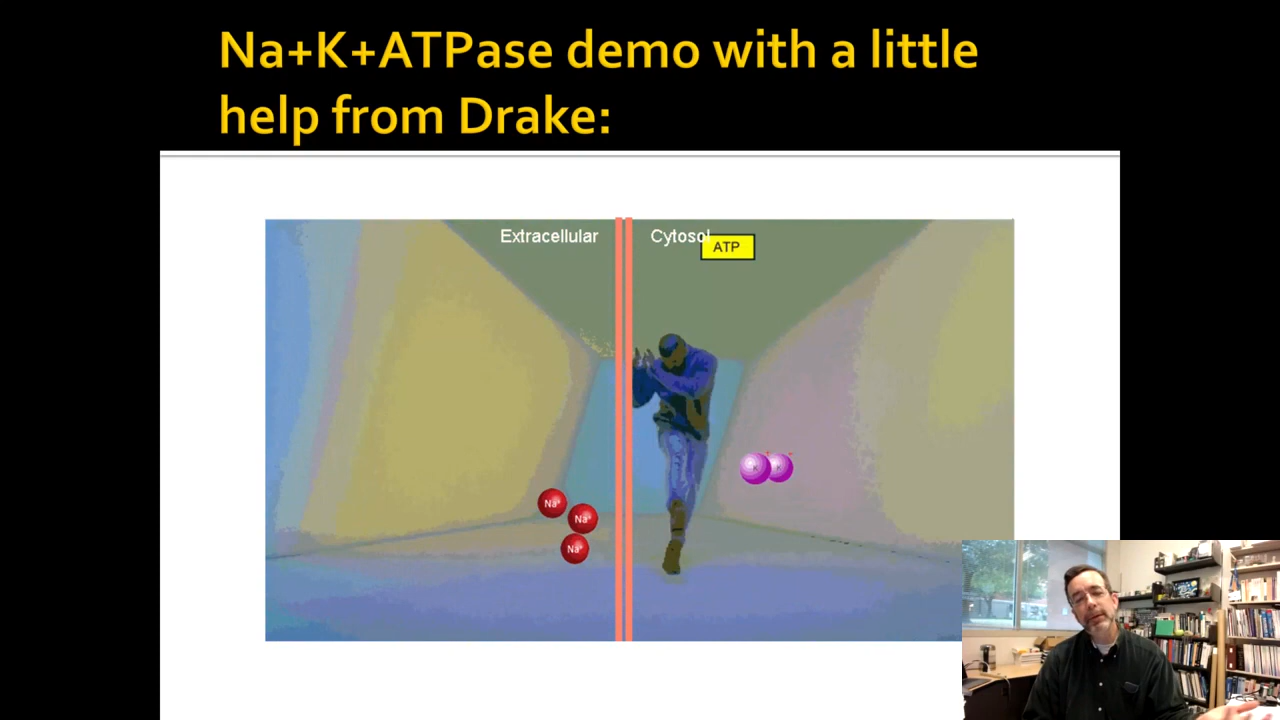 Na+K+ATPase demo with a little
help from Drake:
Extracellular
Cytosol
ATP
Na⁺
Na⁺
Na⁺
K
K